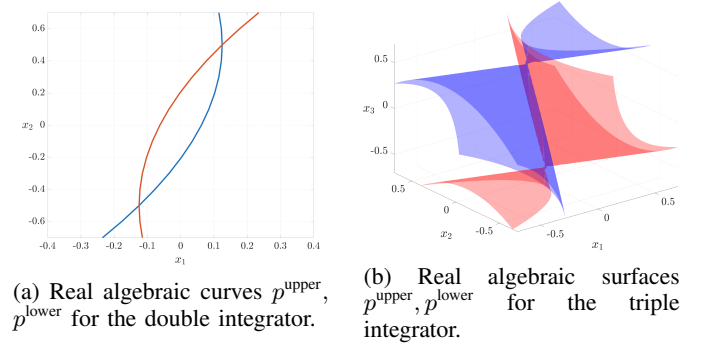 0.6
0.4
0.2
x₂ 0
-0.2
-0.4
-0.6
-0.4 -0.3 -0.2 -0.1 0 0.1 0.2 0.3 0.4
x₁
(a) Real algebraic curves p^upper,
p^lower for the double integrator.
0.5
x₃ 0
-0.5
0.5
0
-0.5
x₂
-0.5
0
0.5
x₁
(b) Real algebraic surfaces
p^upper, p^lower for the triple
integrator.